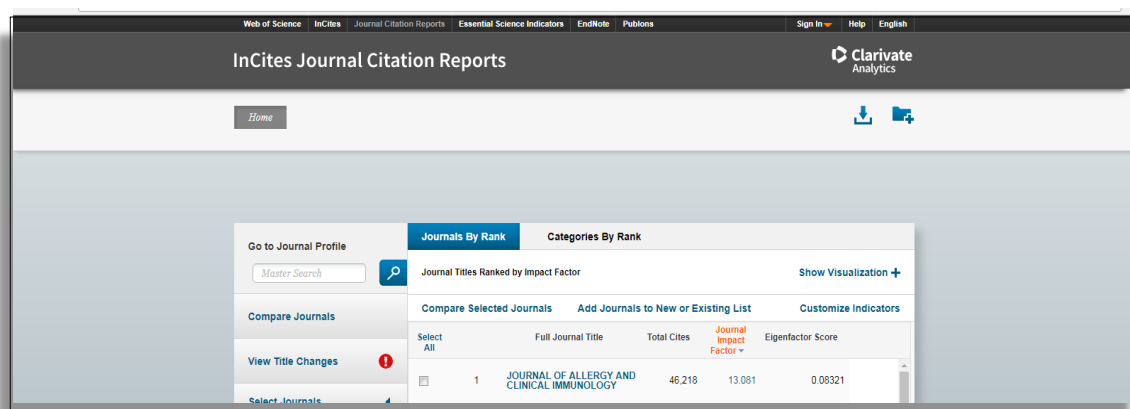 Web of Science InCites Journal Citation Reports Essential Science Indicators EndNote Publons Sign In Help English
InCites Journal Citation Reports
Clarivate
Analytics
Home
Go to Journal Profile
Master Search
Compare Journals
View Title Changes
Select Journals
Journals By Rank Categories By Rank
Journal Titles Ranked by Impact Factor Show Visualization +
Compare Selected Journals Add Journals to New or Existing List Customize Indicators
Select
All
Full Journal Title
Total Cites
Journal
Impact
Factor
Eigenfactor Score
1
JOURNAL OF ALLERGY AND
CLINICAL IMMUNOLOGY
46,218 13.081 0.08321